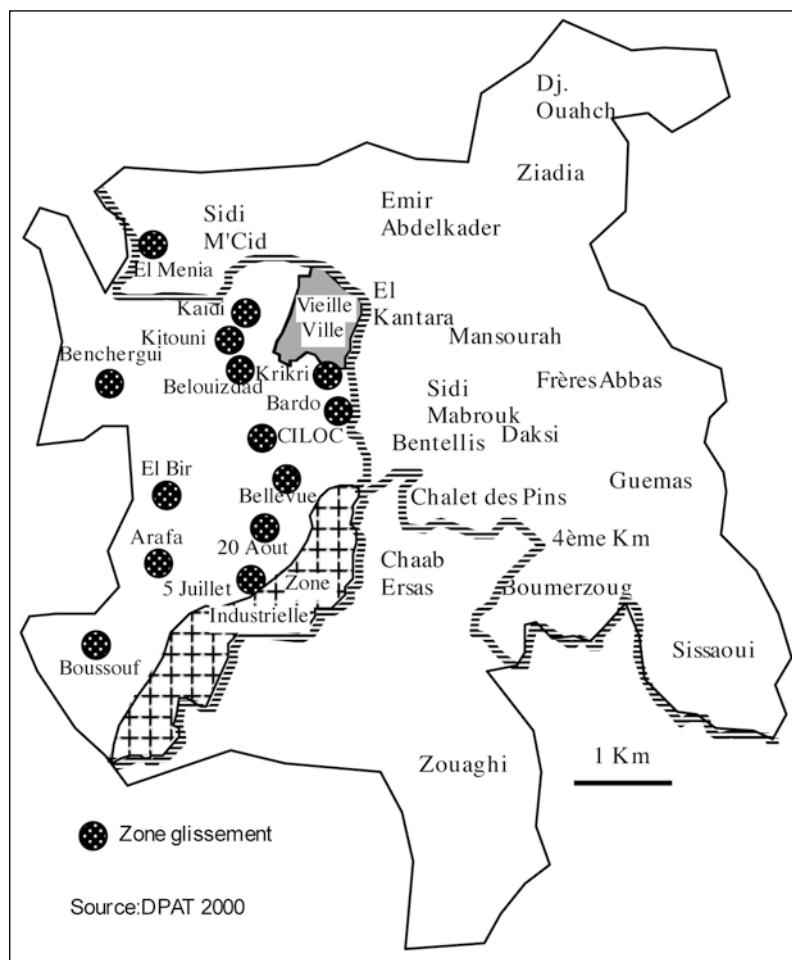 Dj.
Ouahch
Ziadia
Emir
Abdelkader
Sidi
M'Cid
El Menia
El
Kantara
Kaidi
Vieille
Ville
Kitouni
Mansourah
Benchergui
Belouizdad
Krikri
Frères Abbas
Sidi
Mabrouk
Bardo
CILOC
Bentellis
Daksi
El Bir
Bellevue
Chalet des Pins
Guemas
Arafa
20 Aout
4ème Km
Chaab
Ersas
5 Juillet
Zone
Industrielle
Boumerzoug
Boussouf
Sissaoui
Zouaghi
1 Km
Zone glissement
Source:DPAT 2000